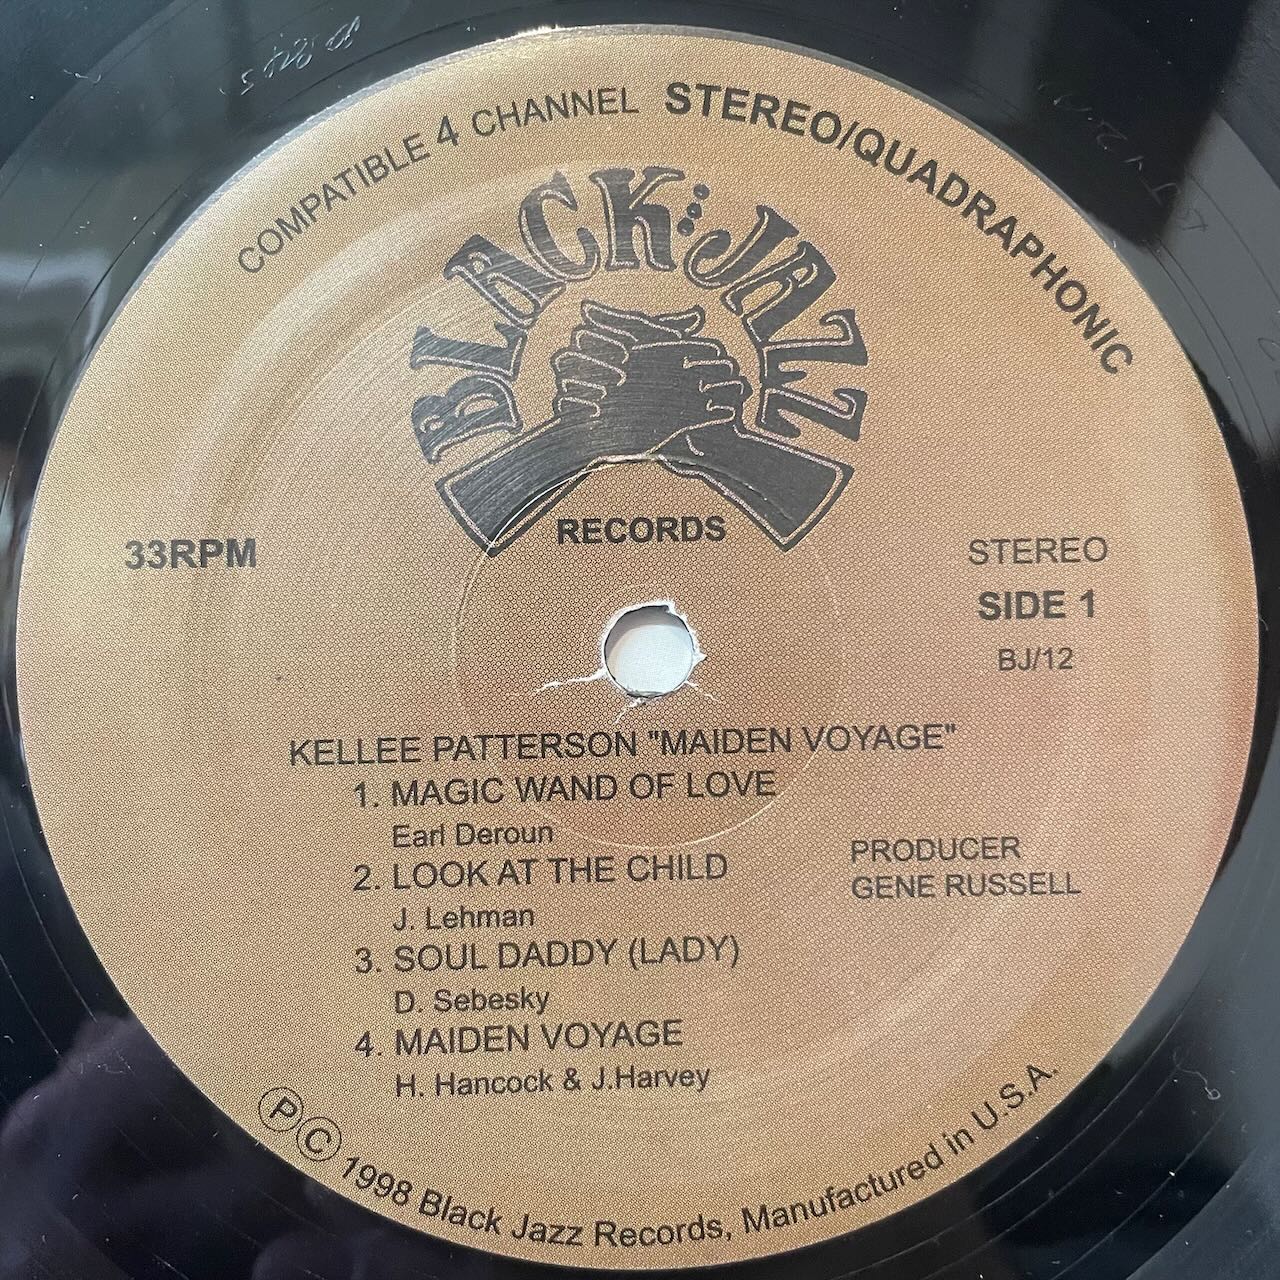 COMPATIBLE 4 CHANNEL STEREO/QUADRAPHONIC
BLACK JAZZ
RECORDS
33RPM
STEREO
SIDE 1
BJ/12
KELLEE PATTERSON "MAIDEN VOYAGE"
1. MAGIC WAND OF LOVE
Earl Deroun
2. LOOK AT THE CHILD
J. Lehman
3. SOUL DADDY (LADY)
D. Sebesky
4. MAIDEN VOYAGE
H. Hancock & J.Harvey
PRODUCER
GENE RUSSELL
Ⓟ Ⓒ 1998 Black Jazz Records, Manufactured in U.S.A.